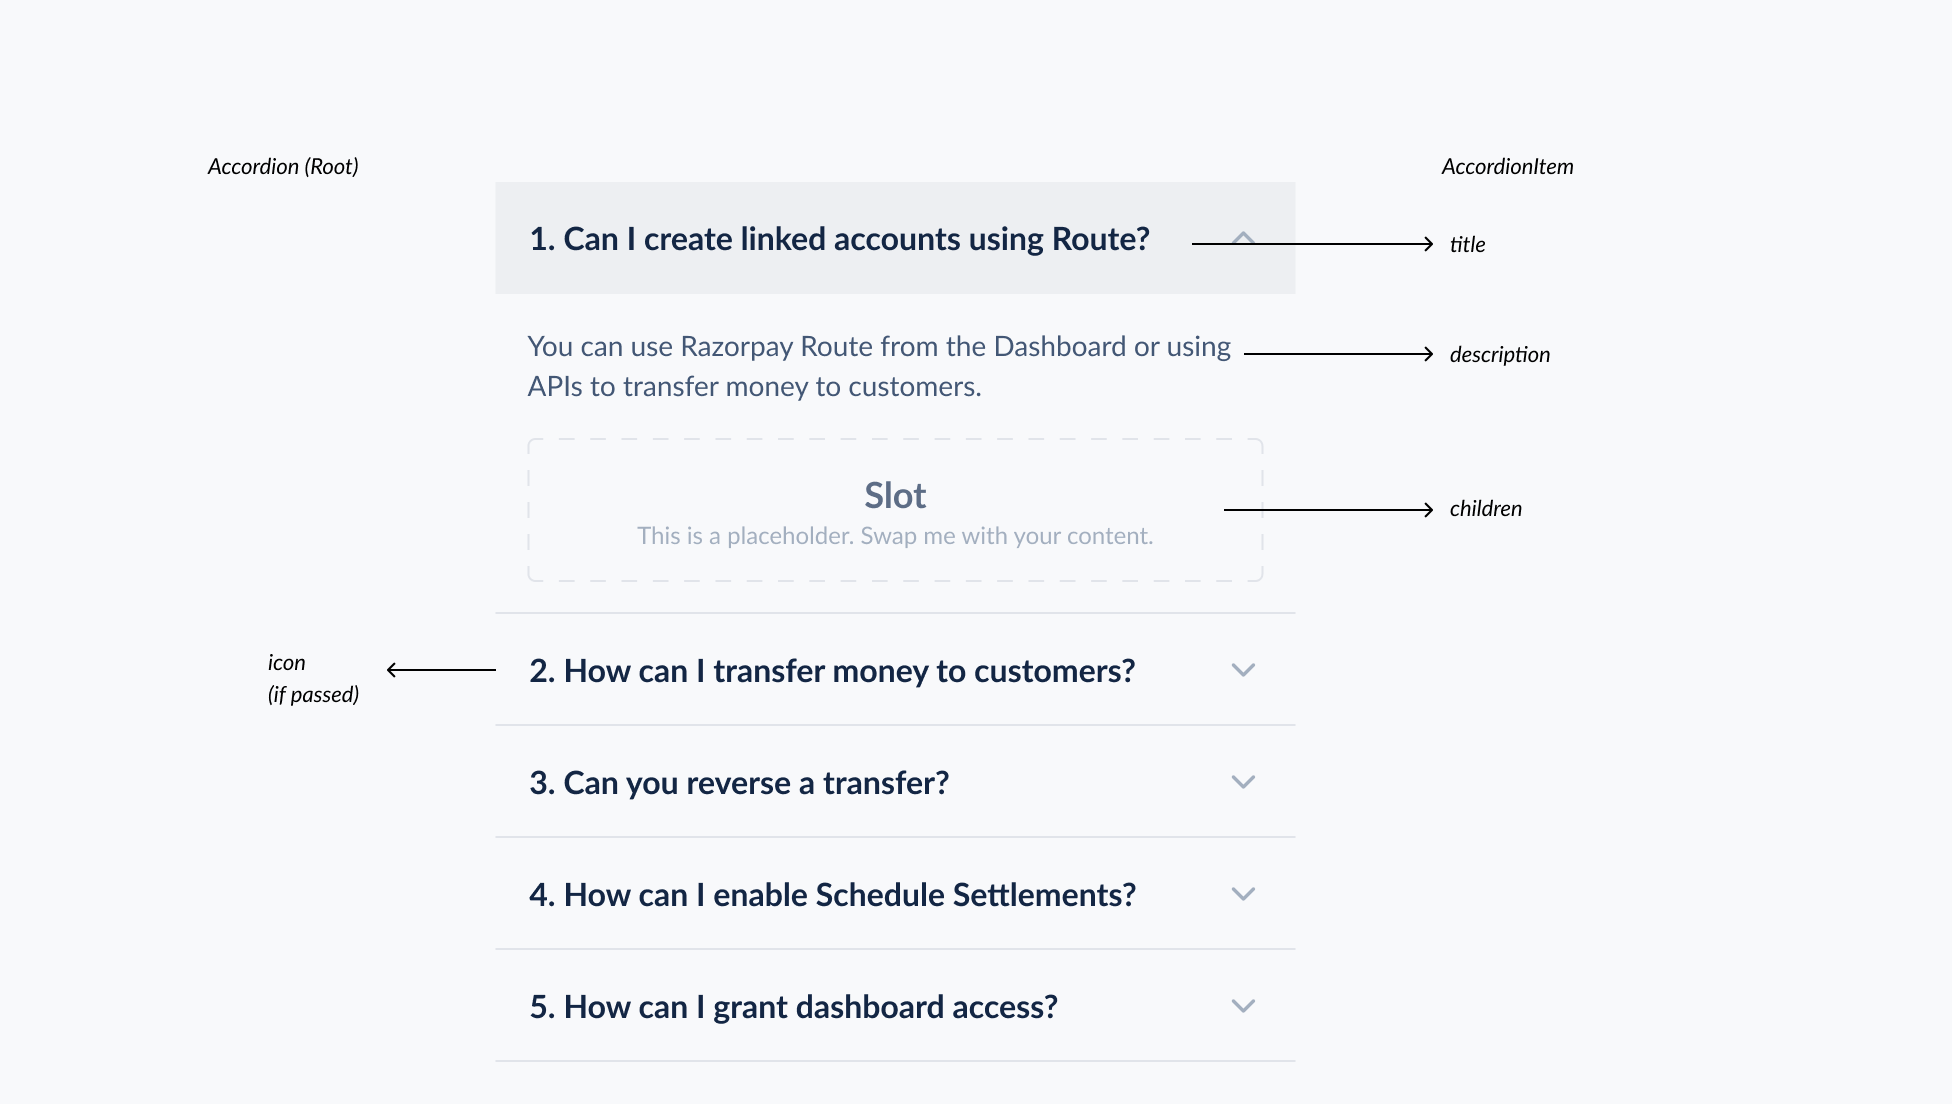 Accordion (Root)
AccordionItem
1. Can I create linked accounts using Route?
title
You can use Razorpay Route from the Dashboard or using
APIs to transfer money to customers.
description
Slot
This is a placeholder. Swap me with your content.
children
icon
(if passed)
2. How can I transfer money to customers?
3. Can you reverse a transfer?
4. How can I enable Schedule Settlements?
5. How can I grant dashboard access?